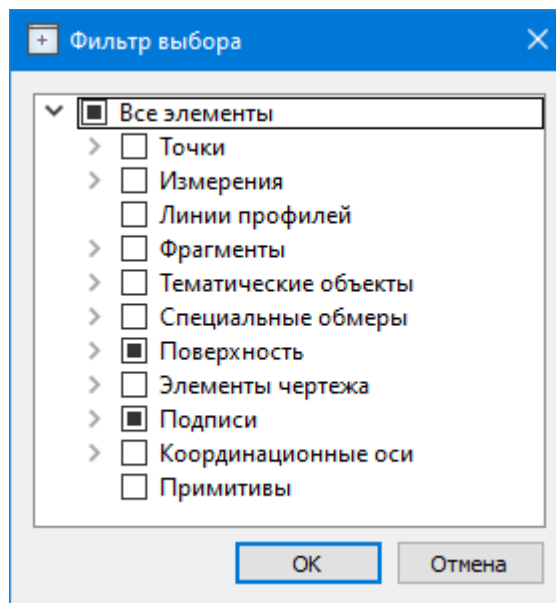 Фильтр выбора
Все элементы
Точки
Измерения
Линии профилей
Фрагменты
Тематические объекты
Специальные обмеры
Поверхность
Элементы чертежа
Подписи
Координационные оси
Примитивы
ОК Отмена